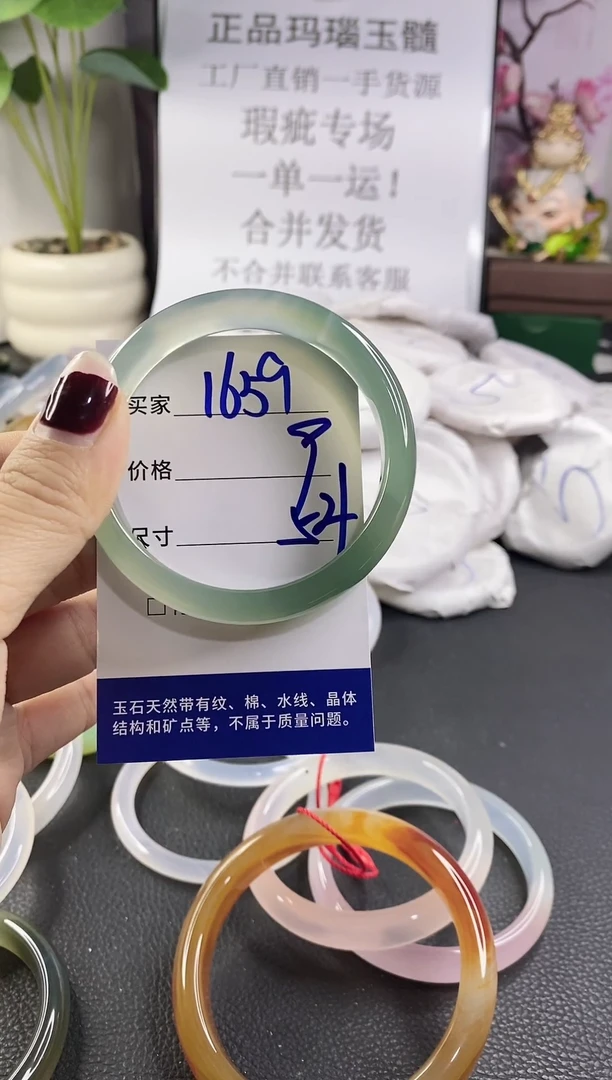 正品玛瑙玉髓
工厂直销一手货源
瑕疵专场
一单一运！
合并发货
不合并联系客服
买家 1659
价格
尺寸 54
玉石天然带有纹、棉、水线、晶体
结构和矿点等，不属于质量问题。
5